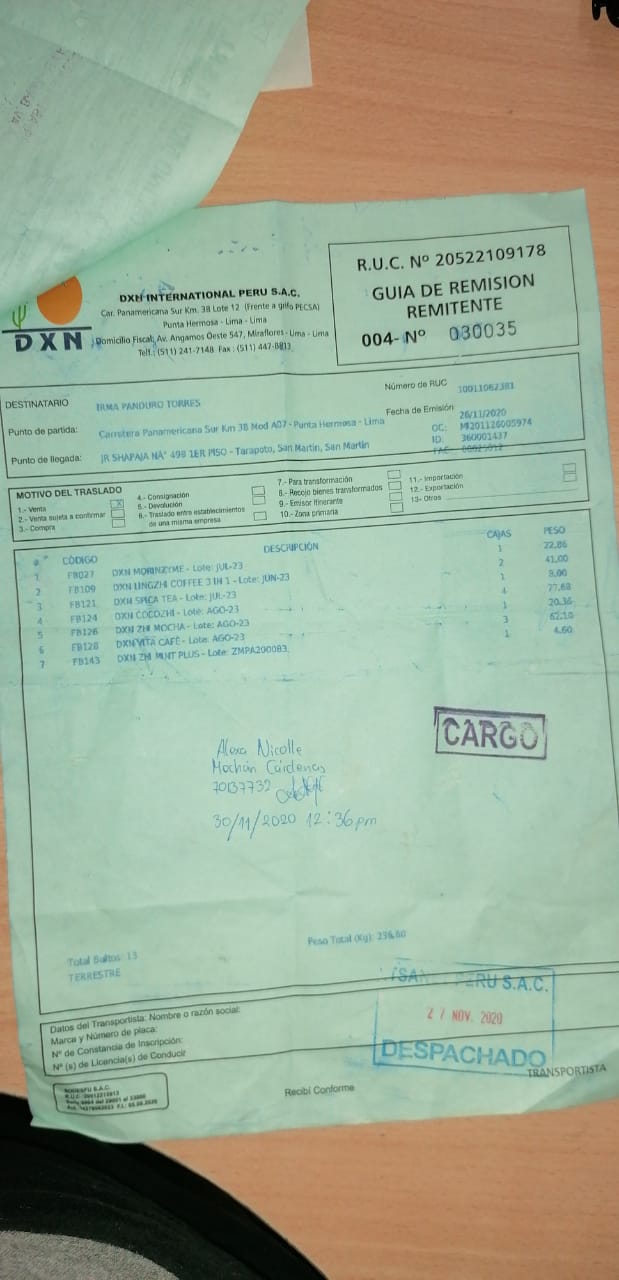 DXN
DXN INTERNATIONAL PERU S.A.C.
Car. Panamericana Sur Km. 38 Lote 12 (Frente a grifo PECSA)
Punta Hermosa - Lima - Lima
Domicilio Fiscal: Av. Angamos Oeste 547, Miraflores - Lima - Lima
Telf.: (511) 241-7148 Fax : (511) 447-8813
R.U.C. Nº 20522109178
GUIA DE REMISION
REMITENTE
004- Nº 030035
DESTINATARIO IRMA PANDURO TORRES
Número de RUC 10011062381
Punto de partida: Carretera Panamericana Sur Km 38 Mod A07 - Punta Hermosa - Lima
Fecha de Emisión 26/11/2020
OC: MI201126005974
ID: 360001437
Punto de llegada: JR SHAPAJA NA° 498 1ER PISO - Tarapoto, San Martin, San Martin
MOTIVO DEL TRASLADO
1.- Venta X
2.- Venta sujeta a confirmar
3.- Compra
4.- Consignación
5.- Devolución
6.- Traslado entre establecimientos
de una misma empresa
7.- Para transformación
8.- Recojo bienes transformados
9.- Emisor itinerante
10.- Zona primaria
11.- Importación
12.- Exportación
13.- Otros
CÓDIGO DESCRIPCIÓN CAJAS PESO
1 FB027 DXN MORINZYME - Lote: JUL-23 1 22.86
2 FB109 DXN LINGZHI COFFEE 3 IN 1 - Lote: JUN-23 2 41.00
3 FB121 DXN SPICA TEA - Lote: JUL-23 1 8.00
4 FB124 DXN COCOZHI - Lote: AGO-23 4 77.68
5 FB126 DXN ZHI MOCHA - Lote: AGO-23 1 20.36
6 FB128 DXN VITA CAFÉ - Lote: AGO-23 3 62.10
7 FB143 DXN ZHI MINT PLUS - Lote: ZMPA200083 1 4.60
CARGO
Alexa Nicolle
Mochán Cárdenas
70137732
30/11/2020 12:36pm
Total Bultos: 13
Peso Total (Kg): 236.60
TERRESTRE
PERU S.A.C.
27 NOV. 2020
DESPACHADO
Datos del Transportista: Nombre o razón social:
Marca y Número de placa:
Nº de Constancia de Inscripción:
Nº (s) de Licencia(s) de Conducir
TRANSPORTISTA
Recibí Conforme